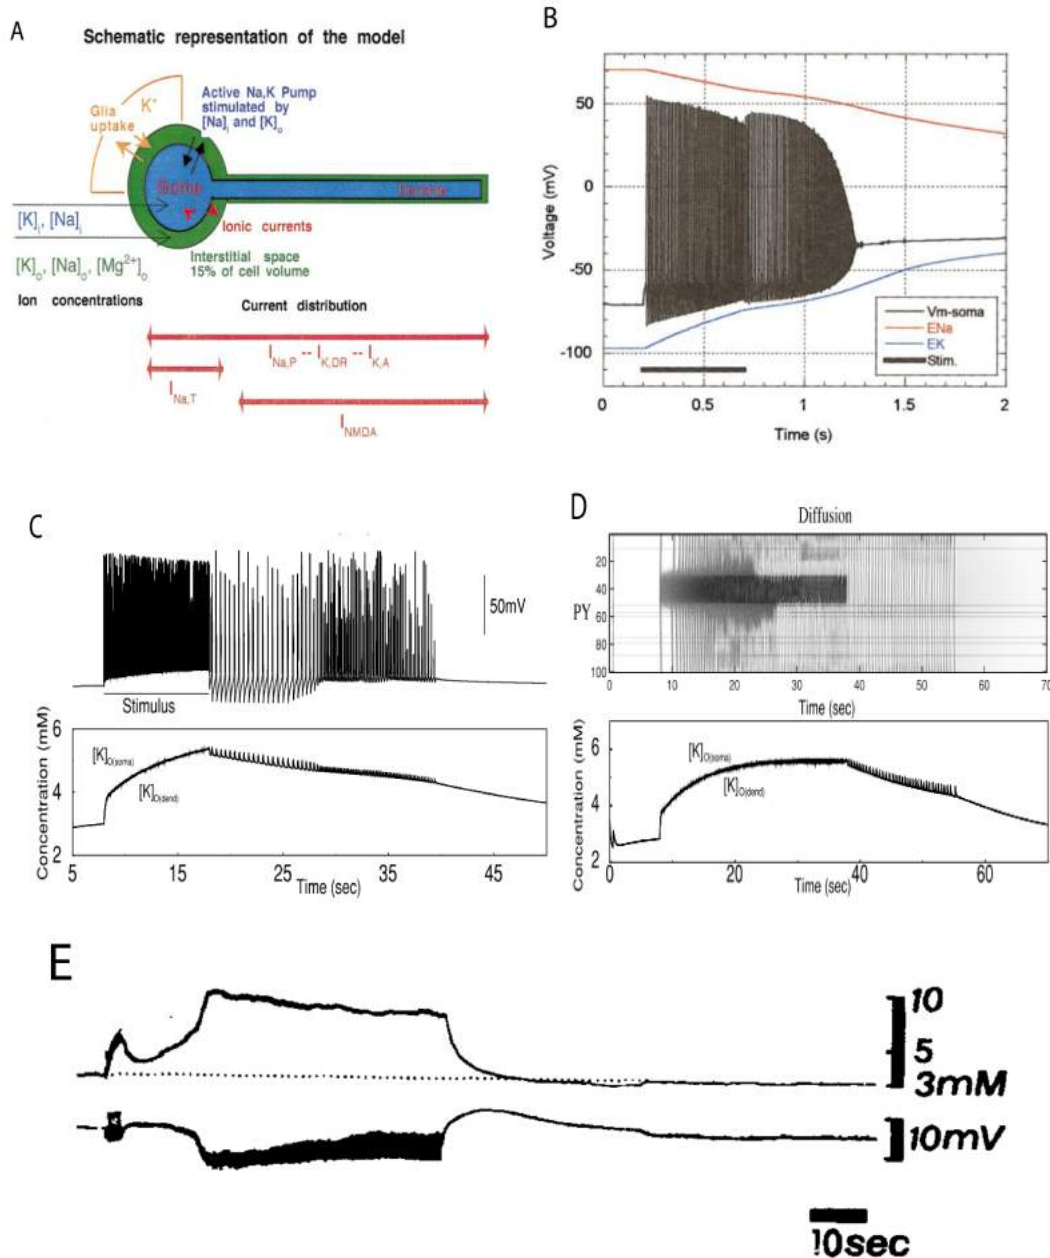 A
Schematic representation of the model
Glia
uptake
K⁺
Active Na,K Pump
stimulated by
[Na]i and [K]o
Soma
Ionic currents
[K]i, [Na]i
Interstitial space
15% of cell volume
[K]o, [Na]o, [Mg²⁺]o
Ion concentrations
Current distribution
INa,P -- IK,DR -- IK,A
INa,T
INMDA
B
Voltage (mV)
50
0
-50
-100
Vm-soma
ENa
EK
Stim.
0
0.5
1
1.5
2
Time (s)
C
50mV
Stimulus
Concentration (mM)
6
4
2
[K]O(soma)
[K]O(dend)
5
15
25
35
45
Time (sec)
D
Diffusion
PY
20
40
60
80
100
0
10
20
30
40
50
60
70
Time (sec)
Concentration (mM)
6
4
2
[K]O(soma)
[K]O(dend)
0
20
40
60
Time (sec)
E
10
5
3mM
10mV
10sec